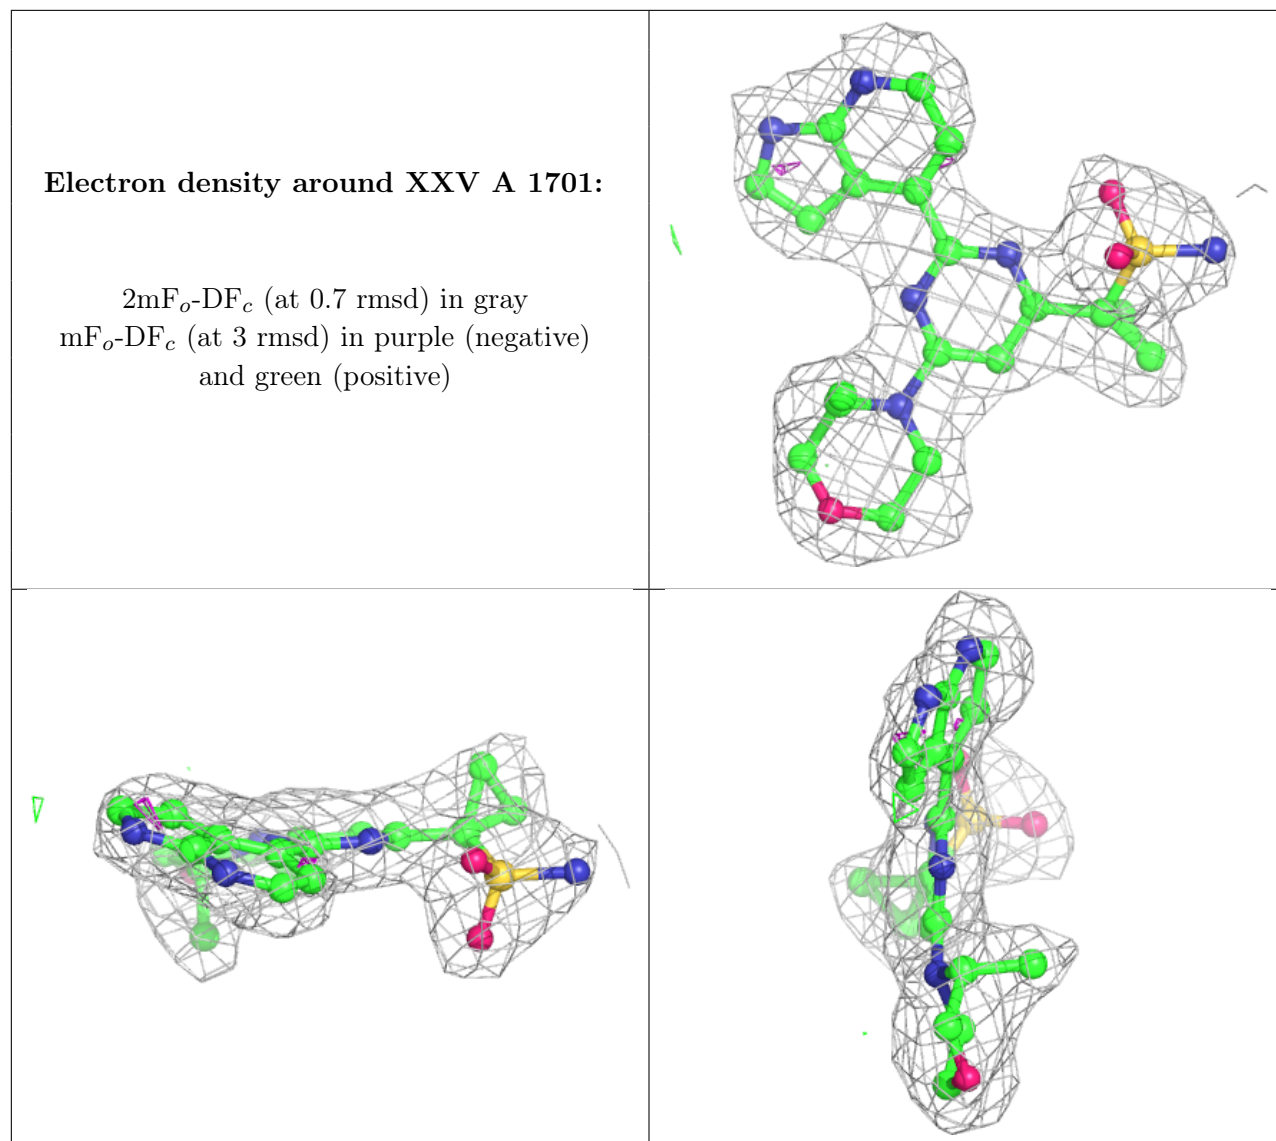 Electron density around XXV A 1701:
2mFo-DFc (at 0.7 rmsd) in gray
mFo-DFc (at 3 rmsd) in purple (negative)
and green (positive)